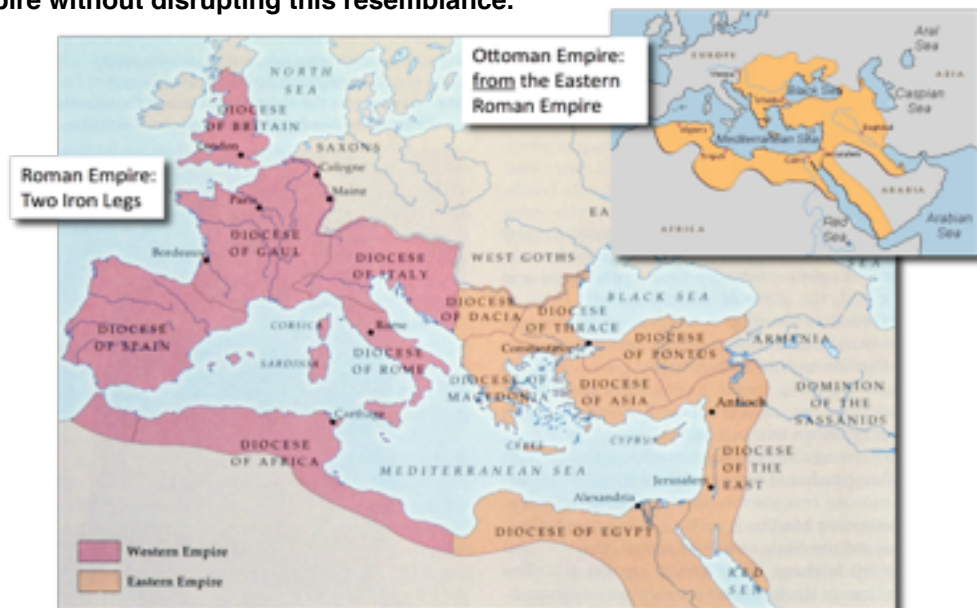 pire without disrupting this resemblance.
Ottoman Empire:
from the Eastern
Roman Empire
Aral
Sea
EUROPE
ASIA
Black Sea
Caspian
Sea
Mediterranean Sea
ARABIA
AFRICA
Red
Sea
Arabian
Sea
NORTH
SEA
DIOCESE
OF BRITAIN
London
SAXONS
Cologne
Roman Empire:
Two Iron Legs
Maine
Paris
DIOCESE
OF GAUL
Bordeaux
DIOCESE
OF ITALY
WEST GOTHS
EA
SEA
BLACK SEA
DIOCESE
OF DACIA
DIOCESE
OF THRACE
CORSICA
Rome
DIOCESE
OF SPAIN
DIOCESE
OF PONTUS
ARMENIA
Constantinople
SARDINIA
DIOCESE
OF ROME
DIOCESE OF
MACEDONIA
DIOCESE
OF ASIA
DOMINION
OF THE
SASSANIDS
Antioch
Carthage
DIOCESE
OF AFRICA
CRETE
CYPRUS
DIOCESE
OF THE
EAST
MEDITERRANEAN SEA
Jerusalem
Alexandria
DIOCESE OF EGYPT
Western Empire
Eastern Empire
RED
SEA